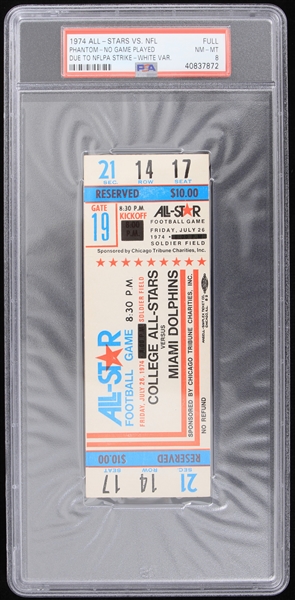 1974 ALL-STARS VS. NFL FULL
PHANTOM-NO GAME PLAYED NM-MT
DUE TO NFLPA STRIKE - WHITE VAR. 8
PSA 40837872
21 14 17
SEC. ROW SEAT
RESERVED $10.00
GATE
19
8:30 P.M.
KICKOFF
ALL-STAR
FOOTBALL GAME
FRIDAY, JULY 26
1974
SOLDIER FIELD
Sponsored by Chicago Tribune Charities, Inc.
ALL-STAR
FOOTBALL GAME 8:30 P.M.
FRIDAY, JULY 26, 1974 SOLDIER FIELD
COLLEGE ALL-STARS
VERSUS
MIAMI DOLPHINS
SPONSORED BY CHICAGO TRIBUNE CHARITIES, INC.
NO REFUND
RESERVED
$10.00
21 14 17
SEC. ROW SEAT